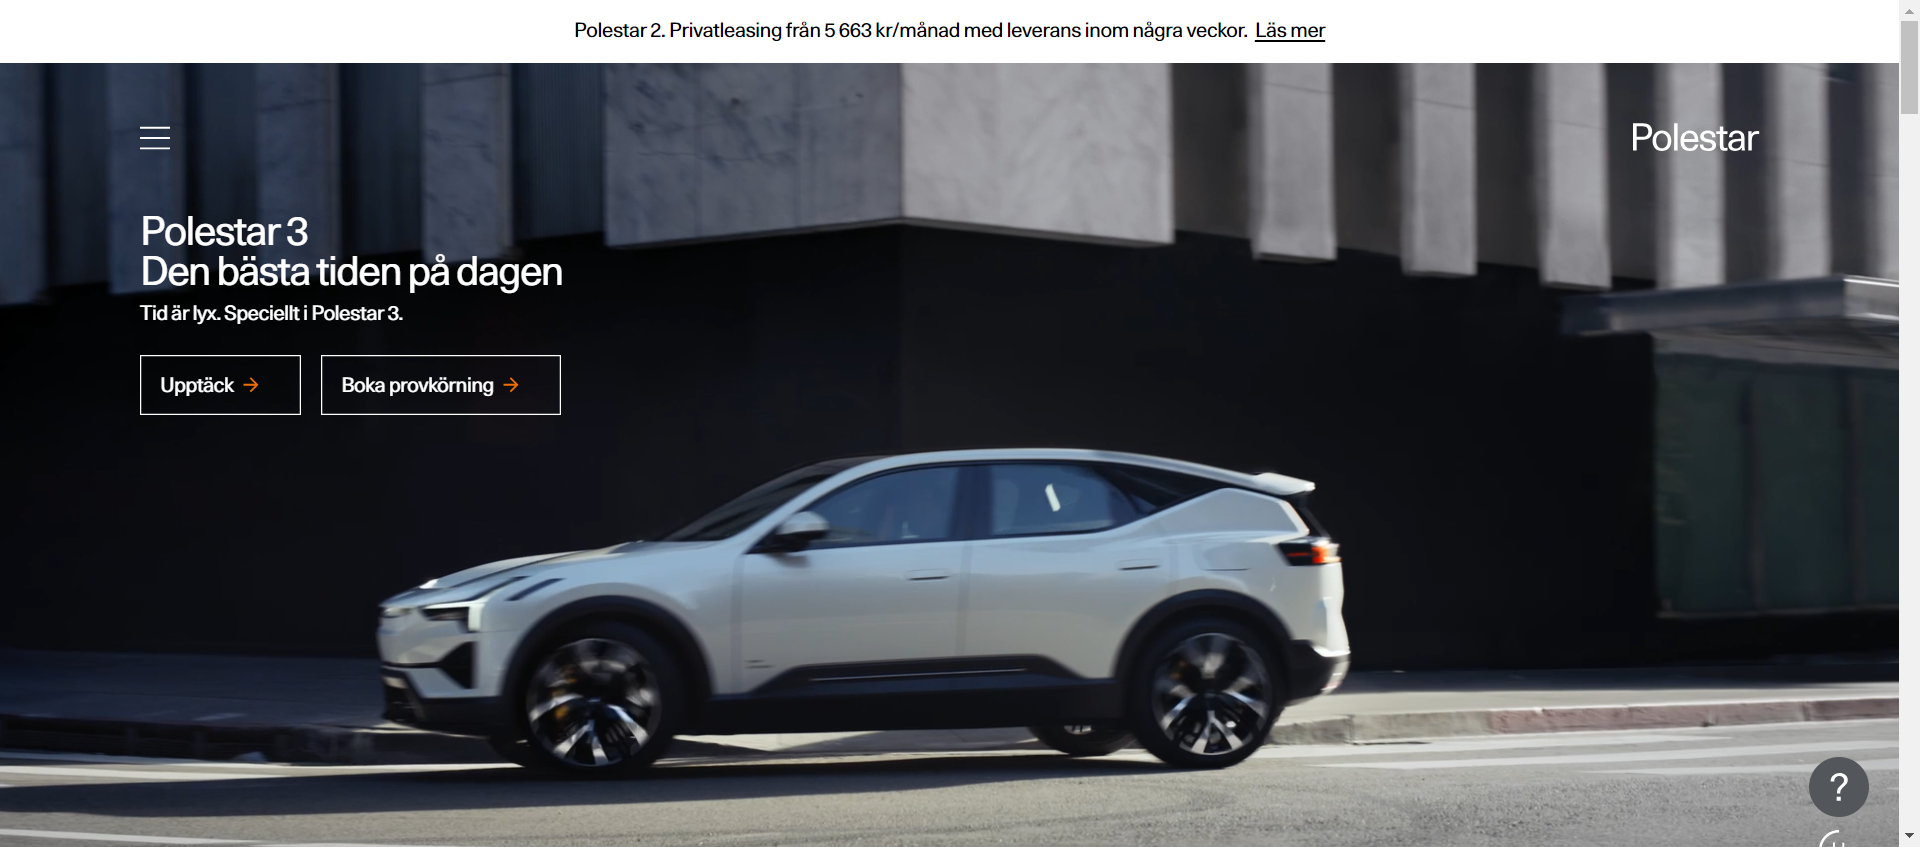 Polestar 2. Privatleasing från 5 663 kr/månad med leverans inom några veckor. Läs mer
Polestar
Polestar 3
Den bästa tiden på dagen
Tid är lyx. Speciellt i Polestar 3.
Upptäck → Boka provkörning →
?